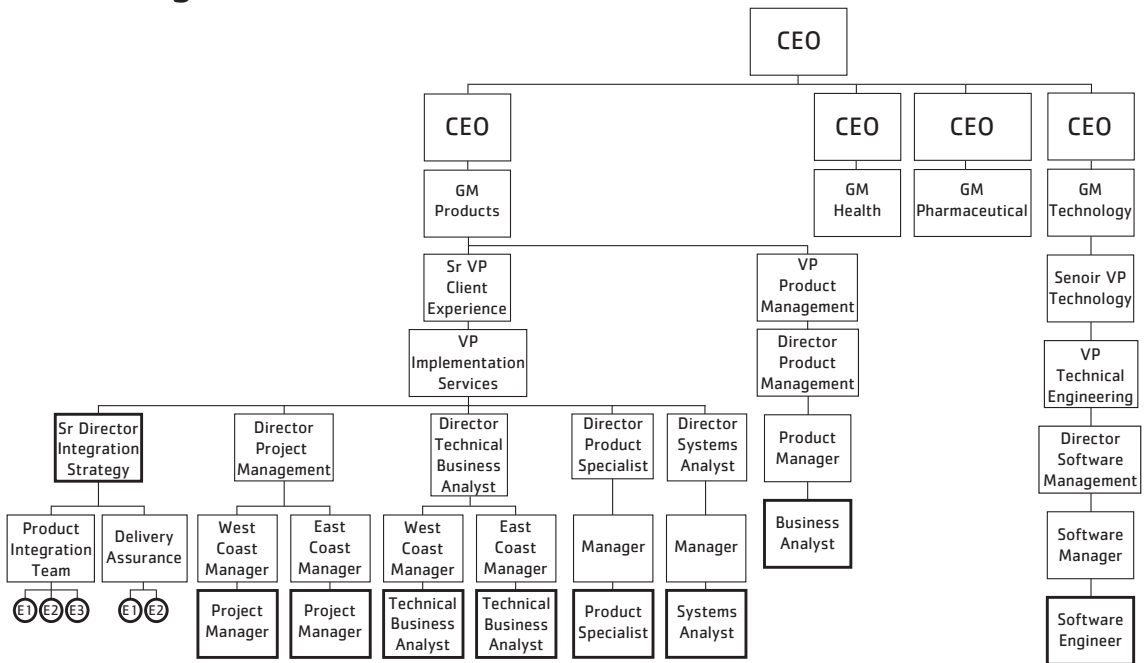 CEO
CEO
CEO
CEO
CEO
GM
Products
GM
Health
GM
Pharmaceutical
GM
Technology
Sr VP
Client
Experience
VP
Product
Management
Senoir VP
Technology
VP
Implementation
Services
Director
Product
Management
VP
Technical
Engineering
Sr Director
Integration
Strategy
Director
Project
Management
Director
Technical
Business
Analyst
Director
Product
Specialist
Director
Systems
Analyst
Product
Manager
Director
Software
Management
Product
Integration
Team
Delivery
Assurance
West
Coast
Manager
East
Coast
Manager
West
Coast
Manager
East
Coast
Manager
Manager
Manager
Business
Analyst
Software
Manager
E1 E2 E3
E1 E2
Project
Manager
Project
Manager
Technical
Business
Analyst
Technical
Business
Analyst
Product
Specialist
Systems
Analyst
Software
Engineer